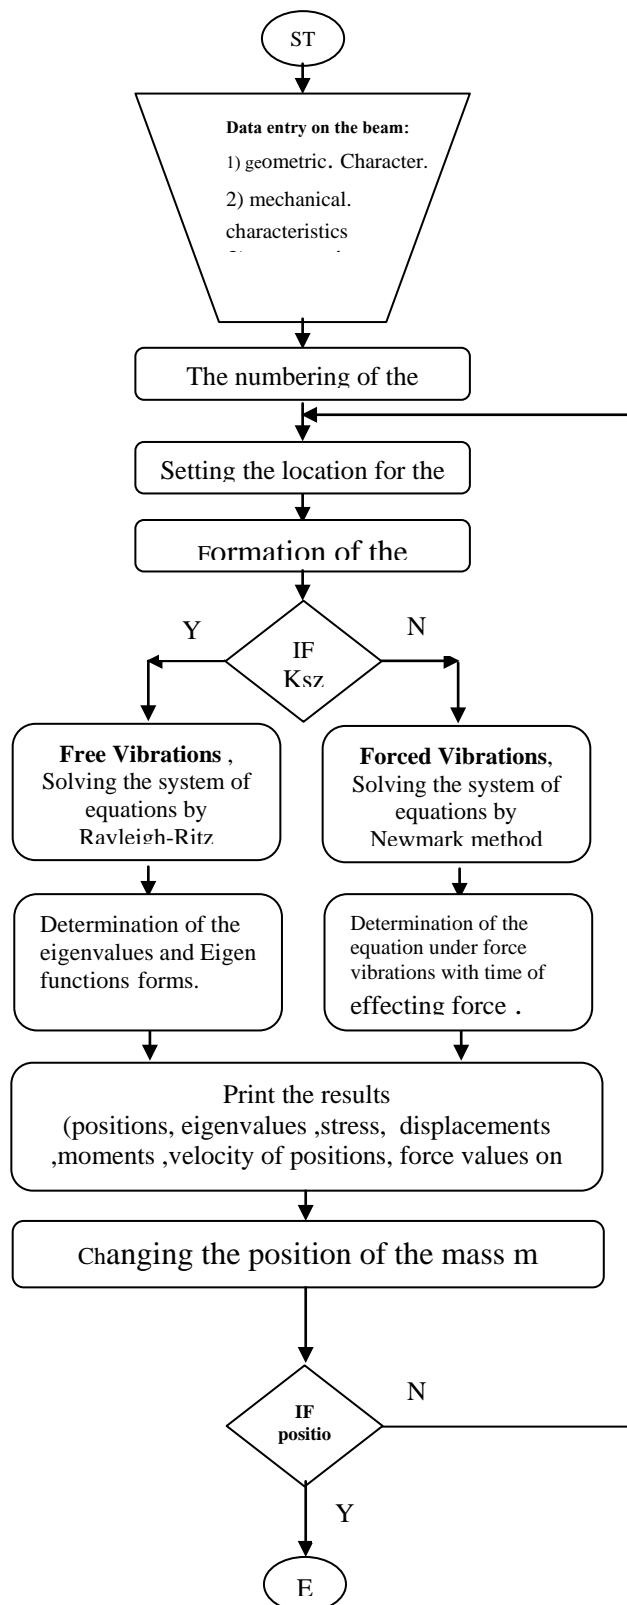 ST
Data entry on the beam:
1) geometric. Character.
2) mechanical.
characteristics
The numbering of the
Setting the location for the
Formation of the
Y
N
IF
Ksz
Free Vibrations ,
Solving the system of
equations by
Rayleigh-Ritz
Forced Vibrations,
Solving the system of
equations by
Newmark method
Determination of the
eigenvalues and Eigen
functions forms.
Determination of the
equation under force
vibrations with time of
effecting force .
Print the results
(positions, eigenvalues ,stress, displacements
,moments ,velocity of positions, force values on
Changing the position of the mass m
N
IF
positio
Y
E